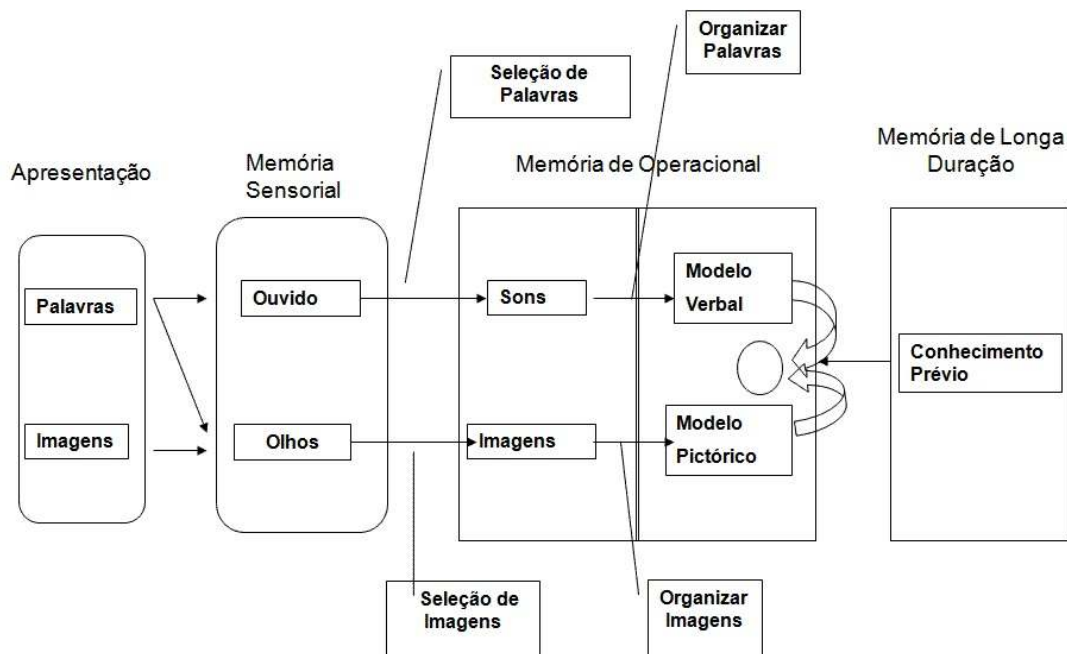 Organizar
Palavras
Seleção de
Palavras
Apresentação
Memória
Sensorial
Memória de Operacional
Memória de Longa
Duração
Palavras
Ouvido
Sons
Modelo
Verbal
Conhecimento
Prévio
Imagens
Olhos
Imagens
Modelo
Pictórico
Seleção de
Imagens
Organizar
Imagens